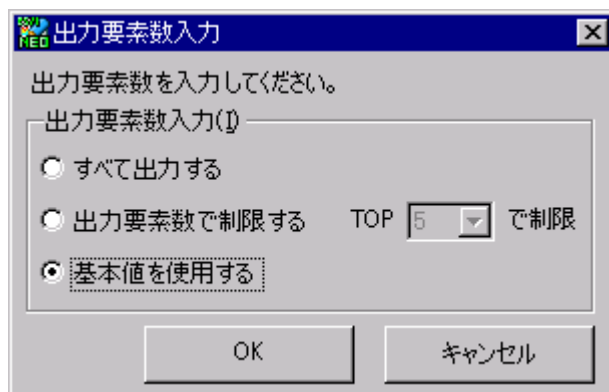 出力要素数入力
出力要素数を入力してください。
出力要素数入力(I)
すべて出力する
出力要素数で制限する TOP 5 で制限
基本値を使用する
OK キャンセル